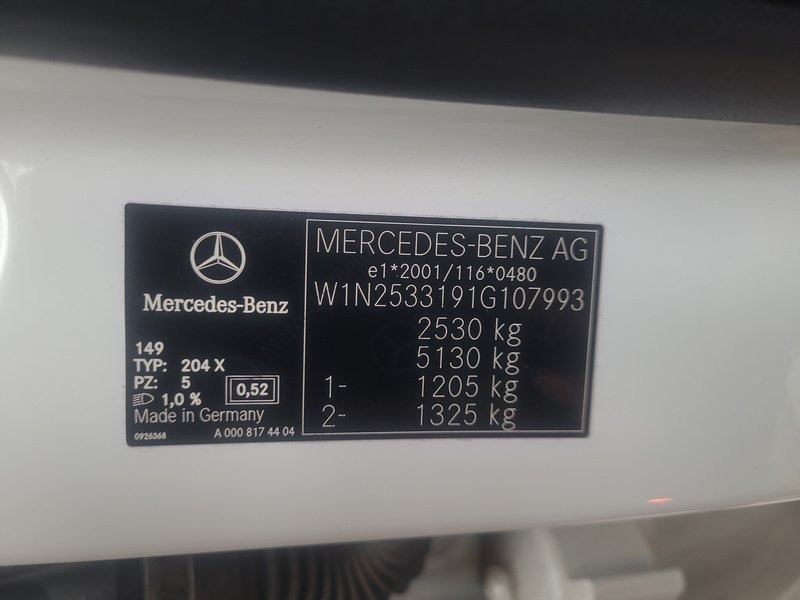 Mercedes-Benz
149
TYP: 204 X
PZ: 5
1,0 %
0,52
Made in Germany
0926368
A 000 817 44 04
MERCEDES-BENZ AG
e1*2001/116*0480
W1N2533191G107993
2530 kg
5130 kg
1- 1205 kg
2- 1325 kg